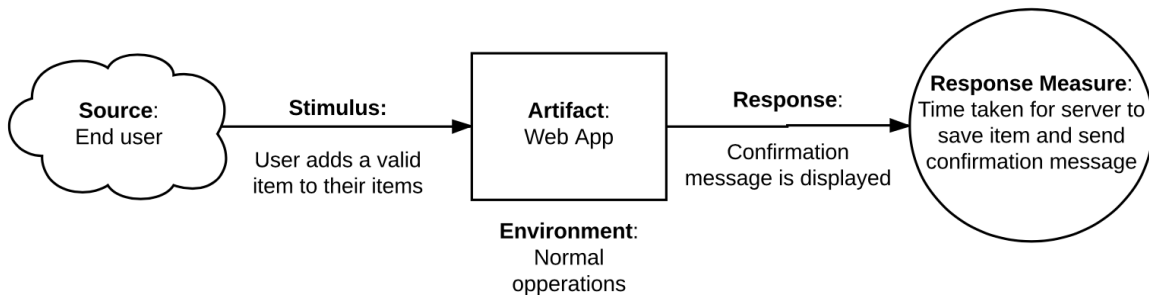 Source:
End user
Stimulus:
User adds a valid
item to their items
Artifact:
Web App
Environment:
Normal
opperations
Response:
Confirmation
message is displayed
Response Measure:
Time taken for server to
save item and send
confirmation message